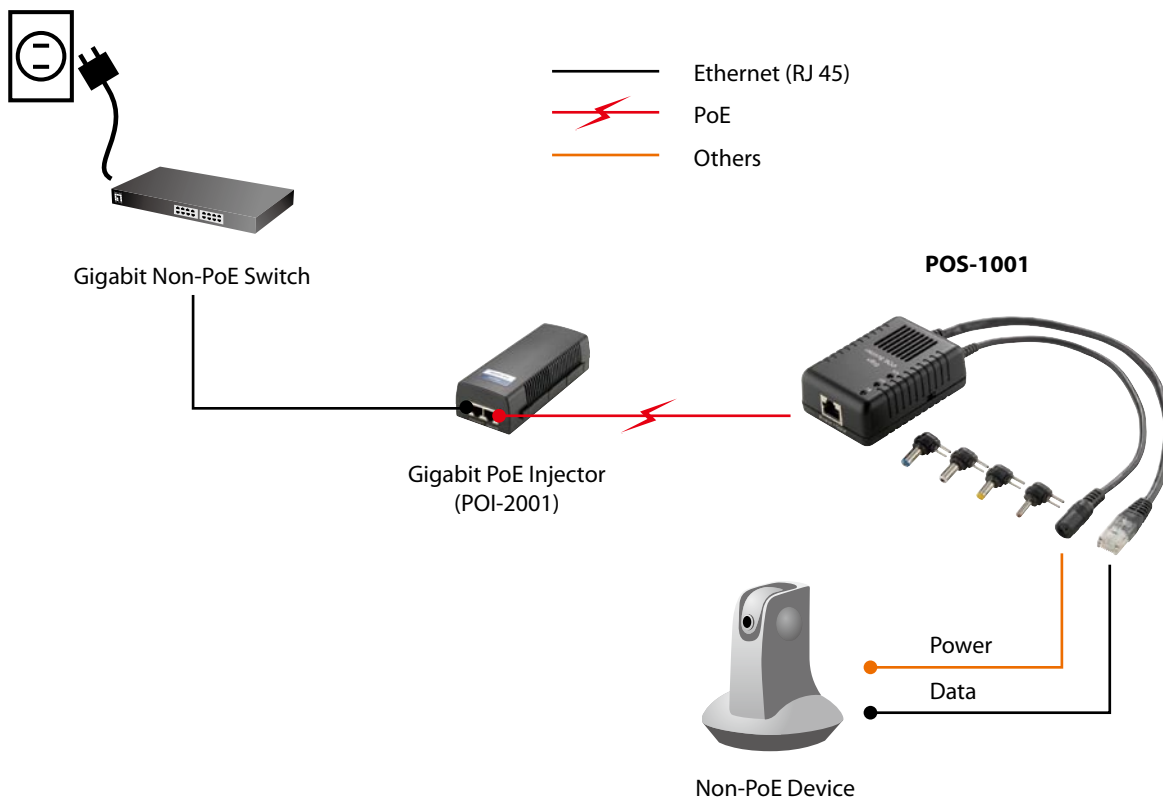 Ethernet (RJ 45)
PoE
Others
Gigabit Non-PoE Switch
POS-1001
Gigabit PoE Injector
(POI-2001)
Power
Data
Non-PoE Device